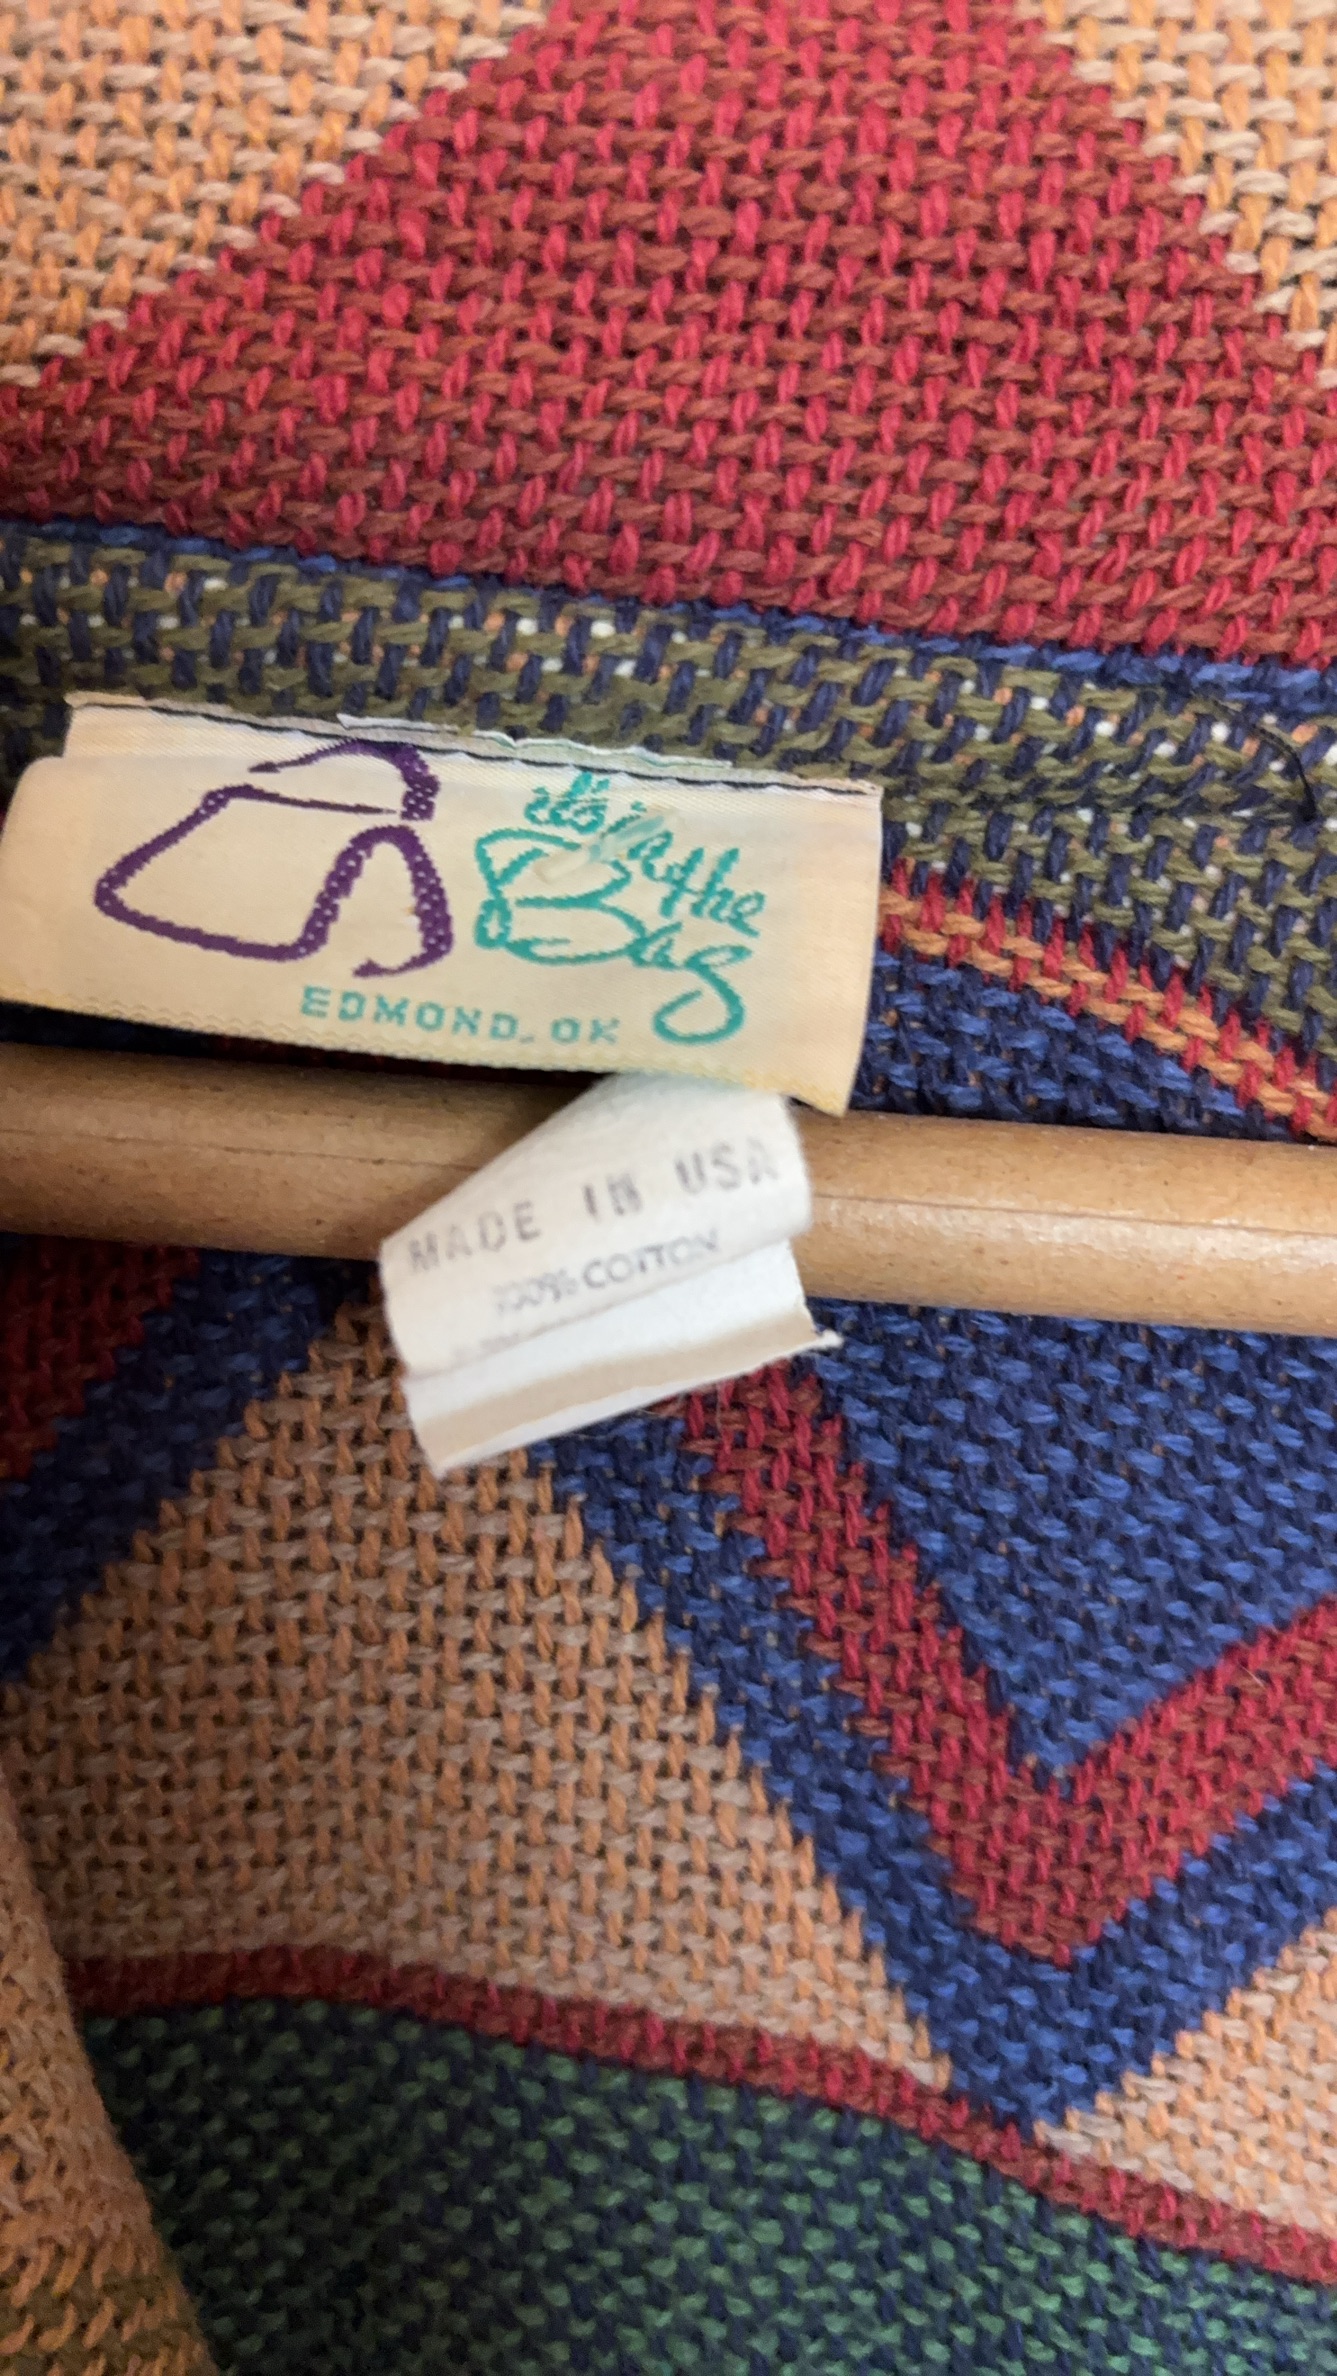 it's in the
Bag
EDMOND, OK
MADE IN USA
100% COTTON